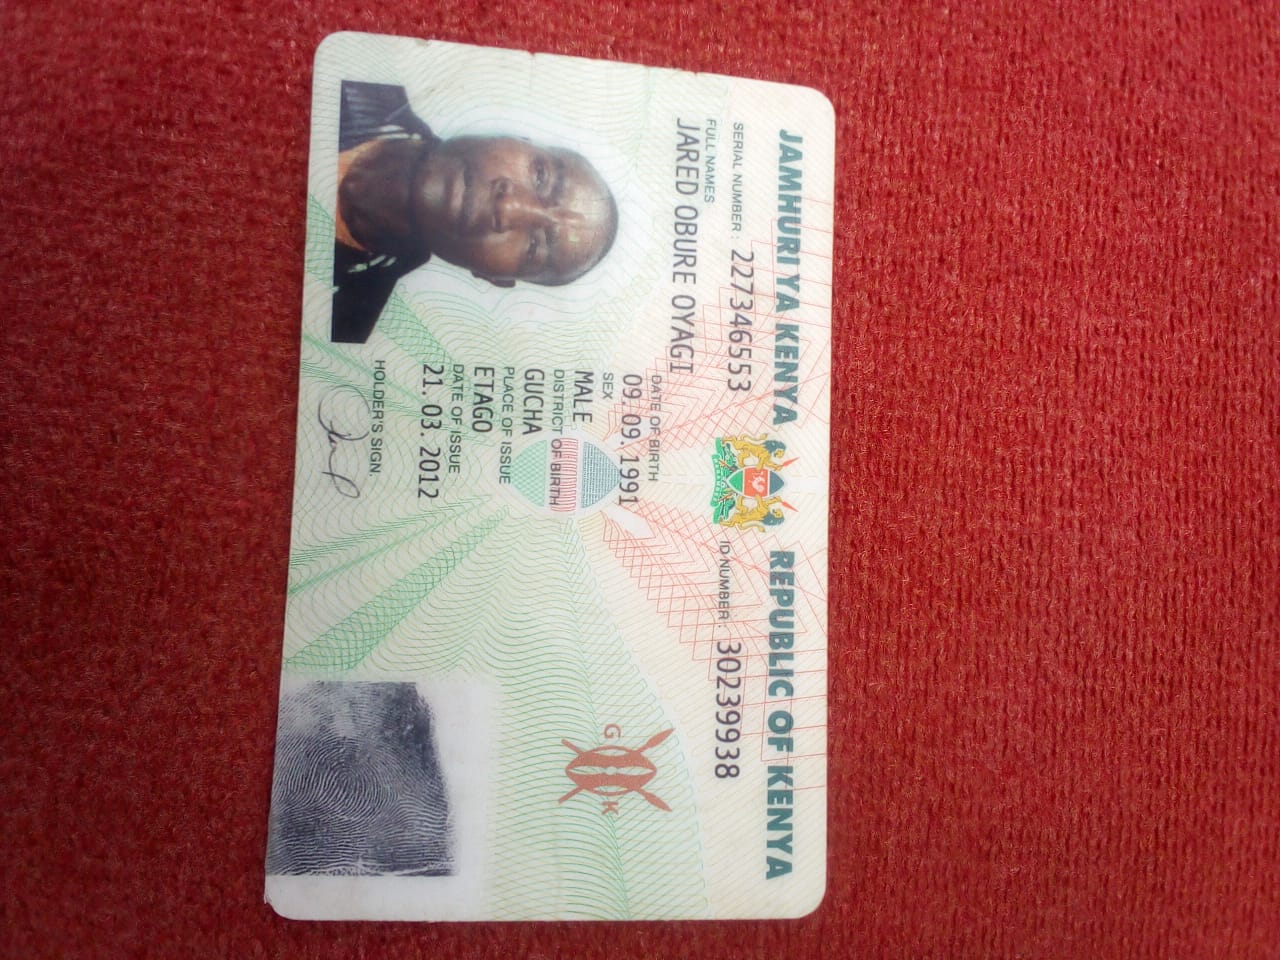 JAMHURI YA KENYA REPUBLIC OF KENYA
SERIAL NUMBER: 227346553 ID NUMBER: 30239938
FULL NAMES
JARED OBURE OYAGI
DATE OF BIRTH
09.09.1991
SEX
MALE
DISTRICT OF BIRTH
GUCHA
PLACE OF ISSUE
ETAGO
DATE OF ISSUE
21.03.2012
HOLDER'S SIGN.
G K